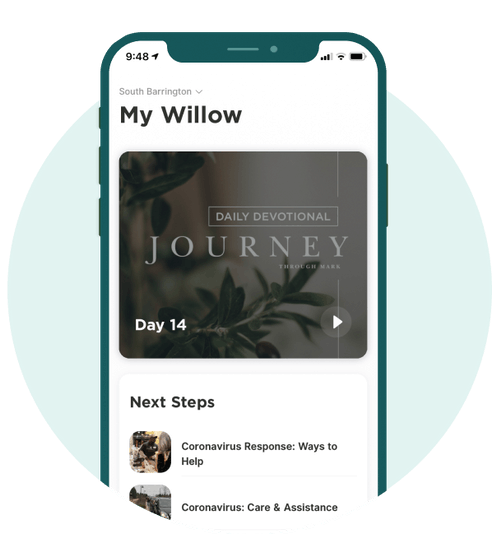 9:48
South Barrington
My Willow
DAILY DEVOTIONAL
JOURNEY
THROUGH MARK
Day 14
Next Steps
Coronavirus Response: Ways to
Help
Coronavirus: Care & Assistance